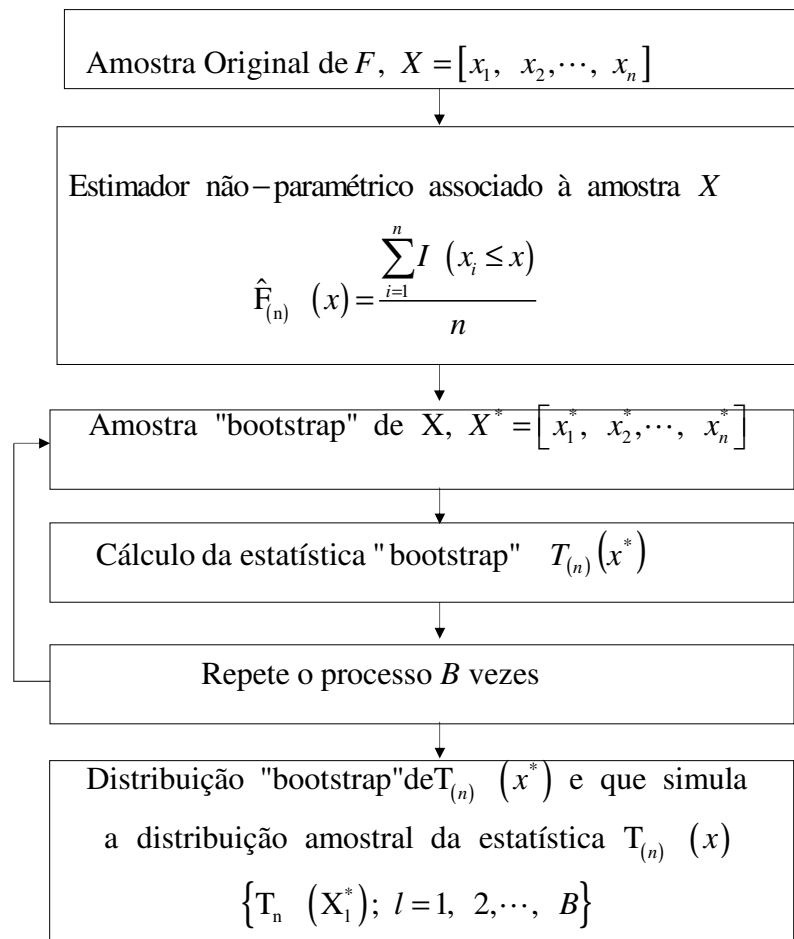 Amostra Original de F, X = [x₁, x₂,⋯, xₙ]
Estimador não−paramétrico associado à amostra X
F̂₍ₙ₎ (x) = ∑ᵢ₌₁ⁿ I (xᵢ ≤ x) / n
Amostra "bootstrap" de X, X* = [x₁*, x₂*,⋯, xₙ*]
Cálculo da estatística "bootstrap" T₍ₙ₎(x*)
Repete o processo B vezes
Distribuição "bootstrap"deT₍ₙ₎ (x*) e que simula
a distribuição amostral da estatística T₍ₙ₎ (x)
{Tₙ (X₁*); l = 1, 2,⋯, B}